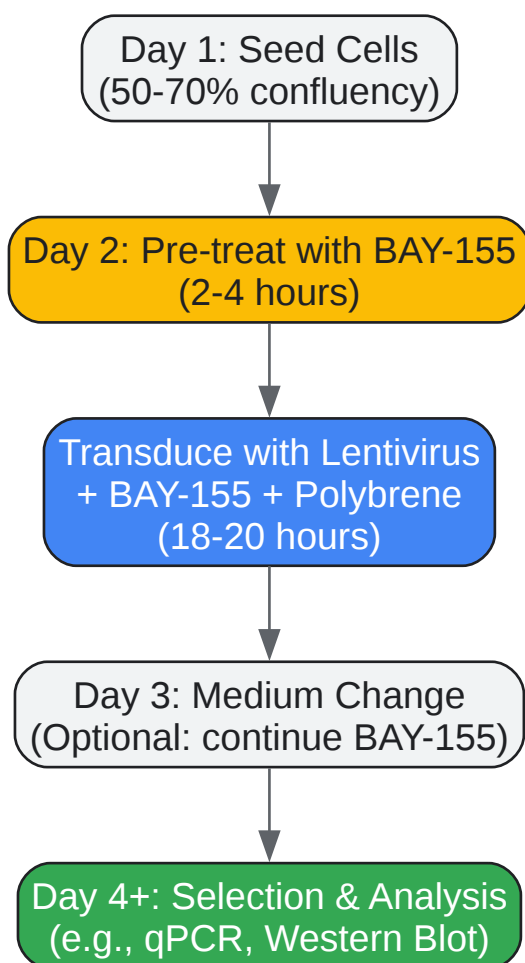 Day 1: Seed Cells
(50-70% confluency)
Day 2: Pre-treat with BAY-155
(2-4 hours)
Transduce with Lentivirus
+ BAY-155 + Polybrene
(18-20 hours)
Day 3: Medium Change
(Optional: continue BAY-155)
Day 4+: Selection & Analysis
(e.g., qPCR, Western Blot)